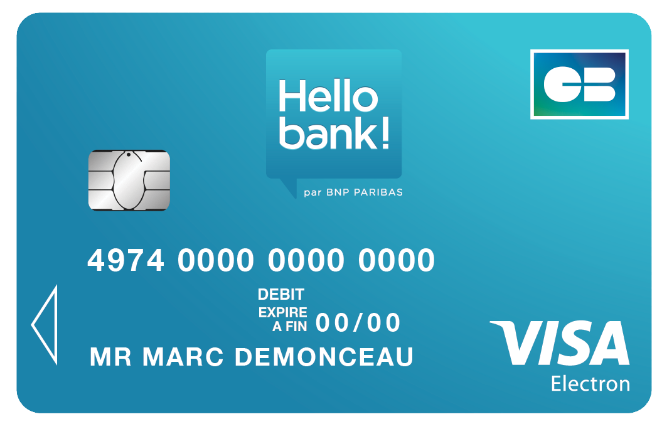 Hello
bank!
CB
par BNP PARIBAS
4974 0000 0000 0000
DEBIT
EXPIRE
A FIN 00/00
MR MARC DEMONCEAU
VISA
Electron